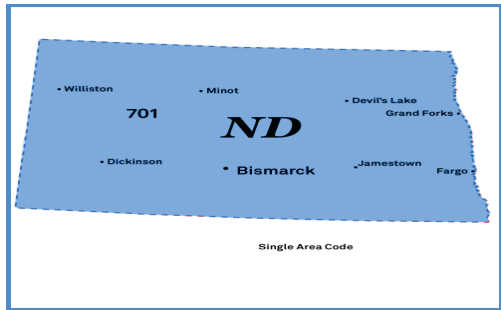 Williston
Minot
Devil's Lake
701
Grand Forks
ND
Dickinson
Jamestown
Bismarck
Fargo
Single Area Code